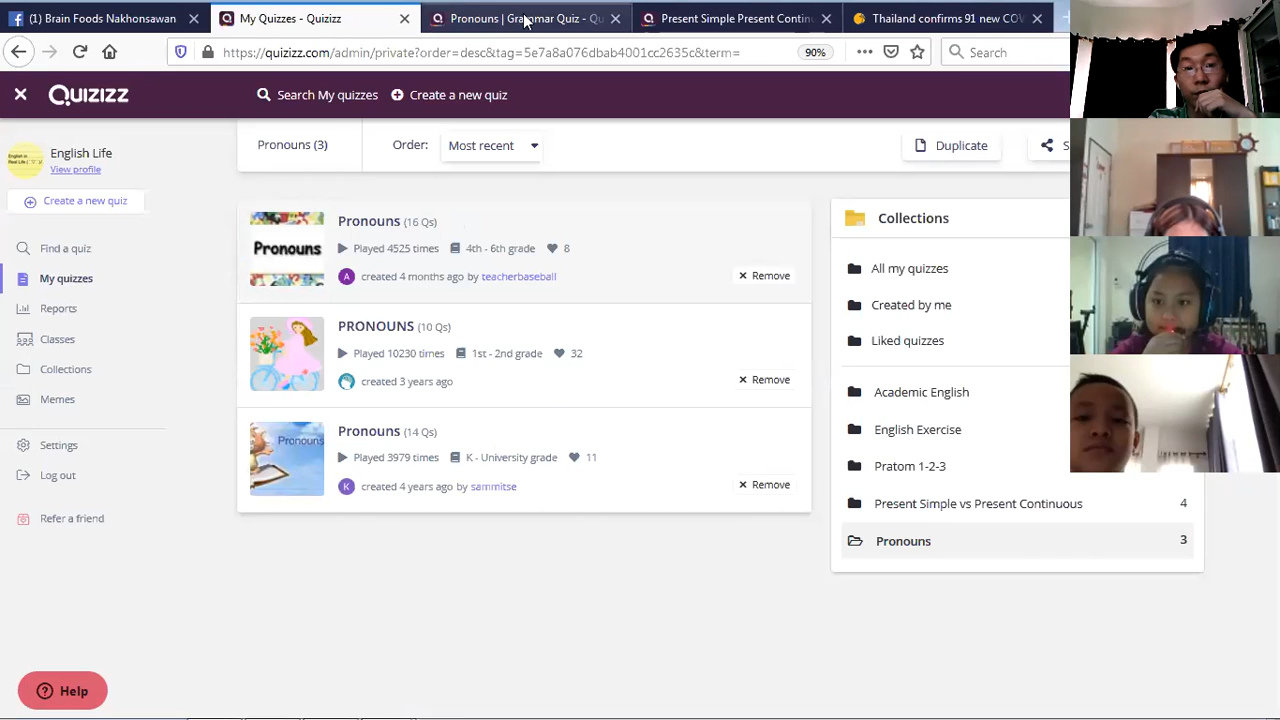 (1) Brain Foods Nakhonsawan
My Quizzes - Quizizz
Pronouns | Grammar Quiz - Qu
Present Simple Present Contin
Thailand confirms 91 new COV
https://quizizz.com/admin/private?order=desc&tag=5e7a8a076dbab4001cc2635c&term=
90%
Search
QUIZIZZ
Search My quizzes
Create a new quiz
English Life
View profile
Create a new quiz
Find a quiz
My quizzes
Reports
Classes
Collections
Memes
Settings
Log out
Refer a friend
Help
Pronouns (3)
Order:
Most recent
Duplicate
S
Pronouns (16 Qs)
Pronouns
Played 4525 times
4th - 6th grade
8
A
created 4 months ago by teacherbaseball
Remove
PRONOUNS (10 Qs)
Played 10230 times
1st - 2nd grade
32
created 3 years ago
Remove
Pronouns (14 Qs)
Pronouns
Played 3979 times
K - University grade
11
K
created 4 years ago by sammitse
Remove
Collections
All my quizzes
Created by me
Liked quizzes
Academic English
English Exercise
Pratom 1-2-3
Present Simple vs Present Continuous 4
Pronouns 3